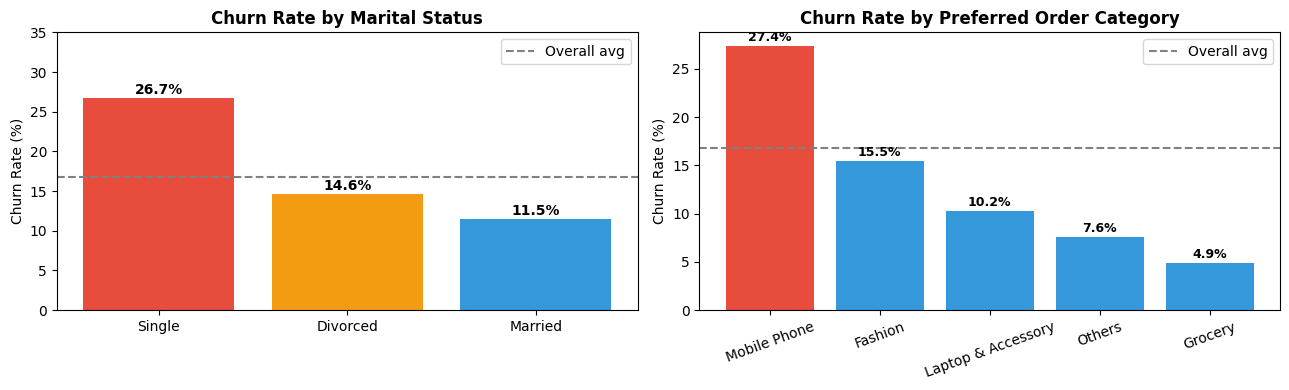 Churn Rate by Marital Status
Churn Rate (%)
35
30
25
20
15
10
5
0
Overall avg
26.7%
14.6%
11.5%
Single
Divorced
Married
Churn Rate by Preferred Order Category
Churn Rate (%)
25
20
15
10
5
0
Overall avg
27.4%
15.5%
10.2%
7.6%
4.9%
Mobile Phone
Fashion
Laptop & Accessory
Others
Grocery